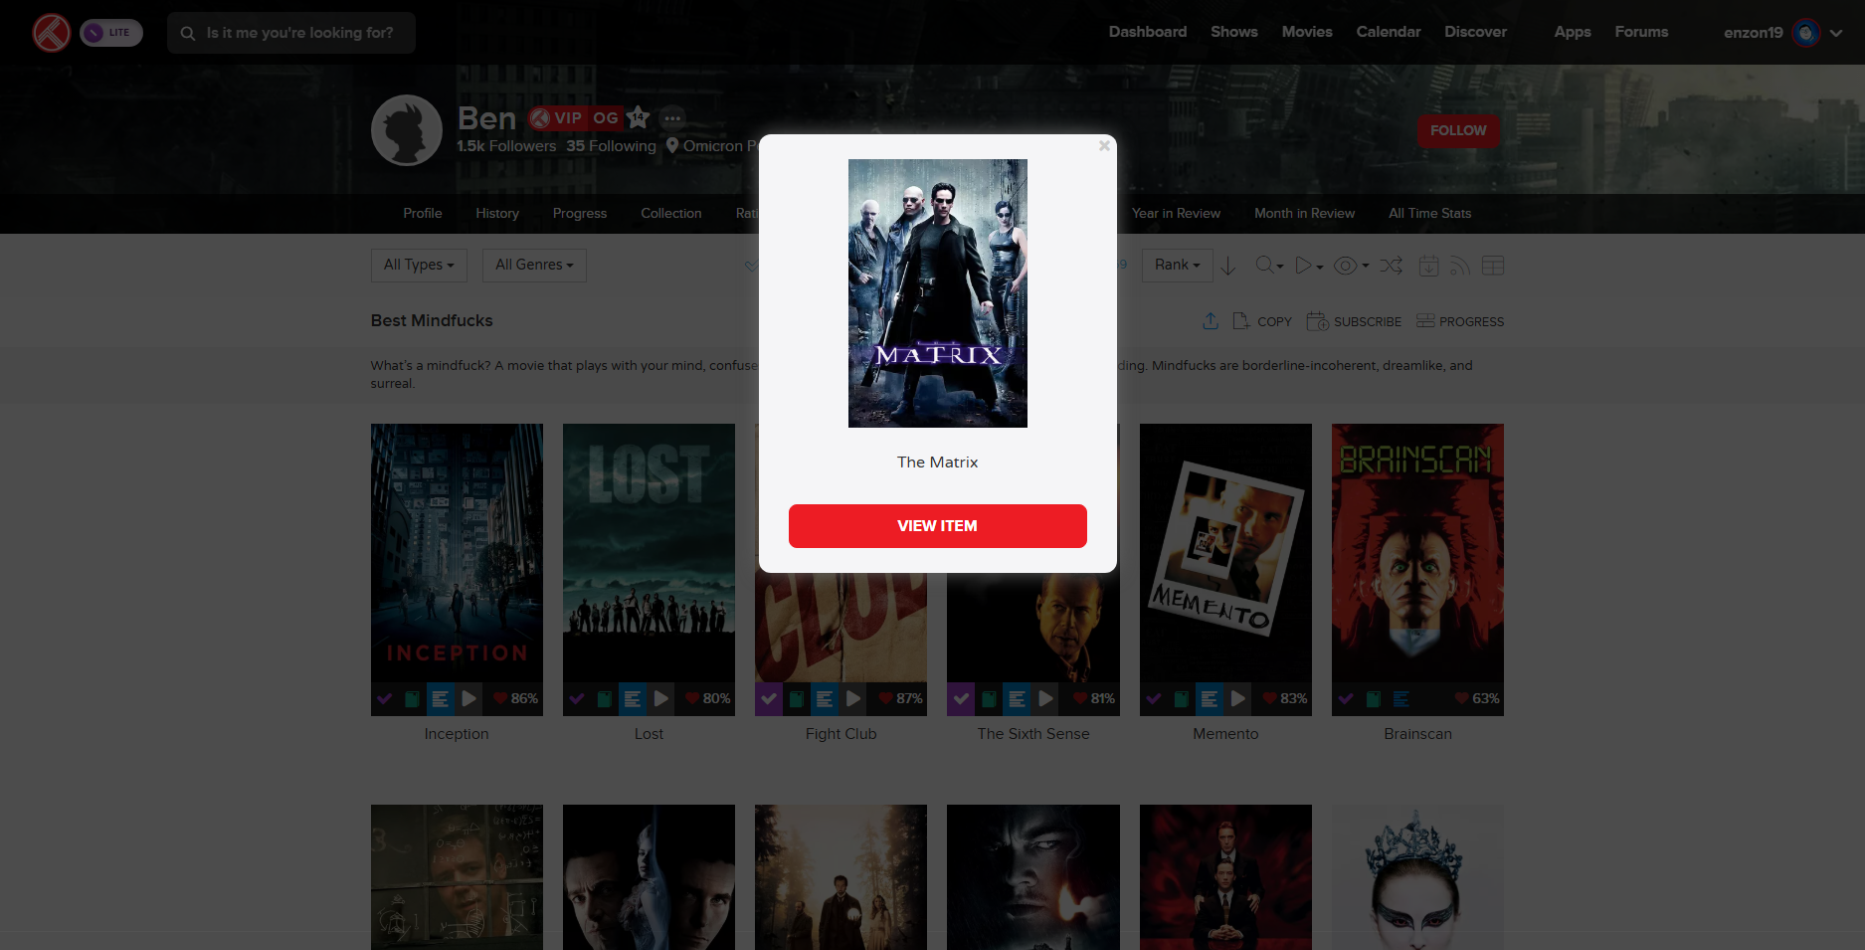 LITE
Is it me you're looking for?
Dashboard Shows Movies Calendar Discover Apps Forums enzon19
Ben VIP OG 14
1.5k Followers 35 Following Omicron
FOLLOW
Profile History Progress Collection Year in Review Month in Review All Time Stats
All Types All Genres Rank
Best Mindfucks
COPY SUBSCRIBE PROGRESS
What's a mindfuck? A movie that plays with your mind, Mindfucks are borderline-incoherent, dreamlike, and
surreal.
MATRIX
The Matrix
VIEW ITEM
INCEPTION
LOST
CLUB
MEMENTO
BRAINSCAN
86% 80% 87% 81% 83% 63%
Inception Lost Fight Club The Sixth Sense Memento Brainscan